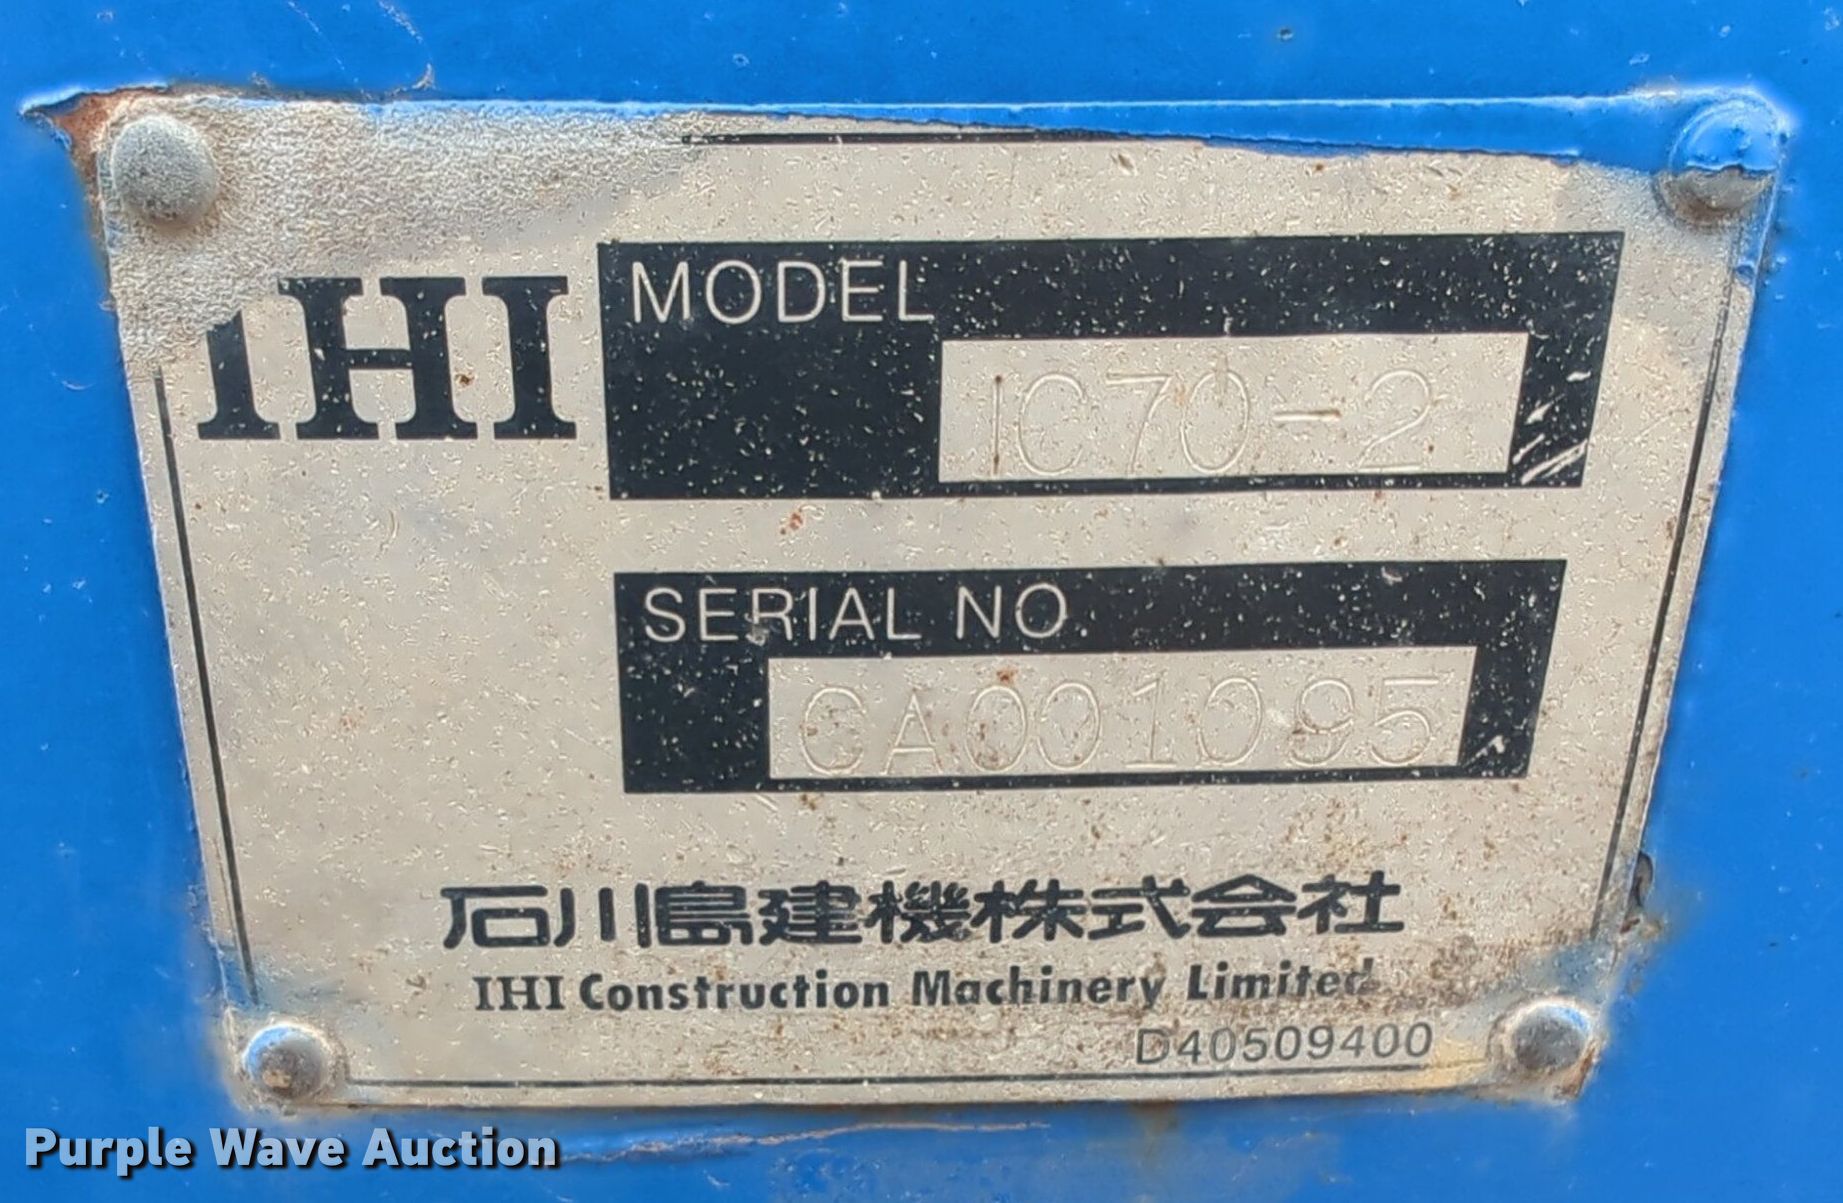 IHI
MODEL
IC70-2
SERIAL NO.
CA001095
石川島建機株式会社
IHI Construction Machinery Limited
D40509400
Purple Wave Auction